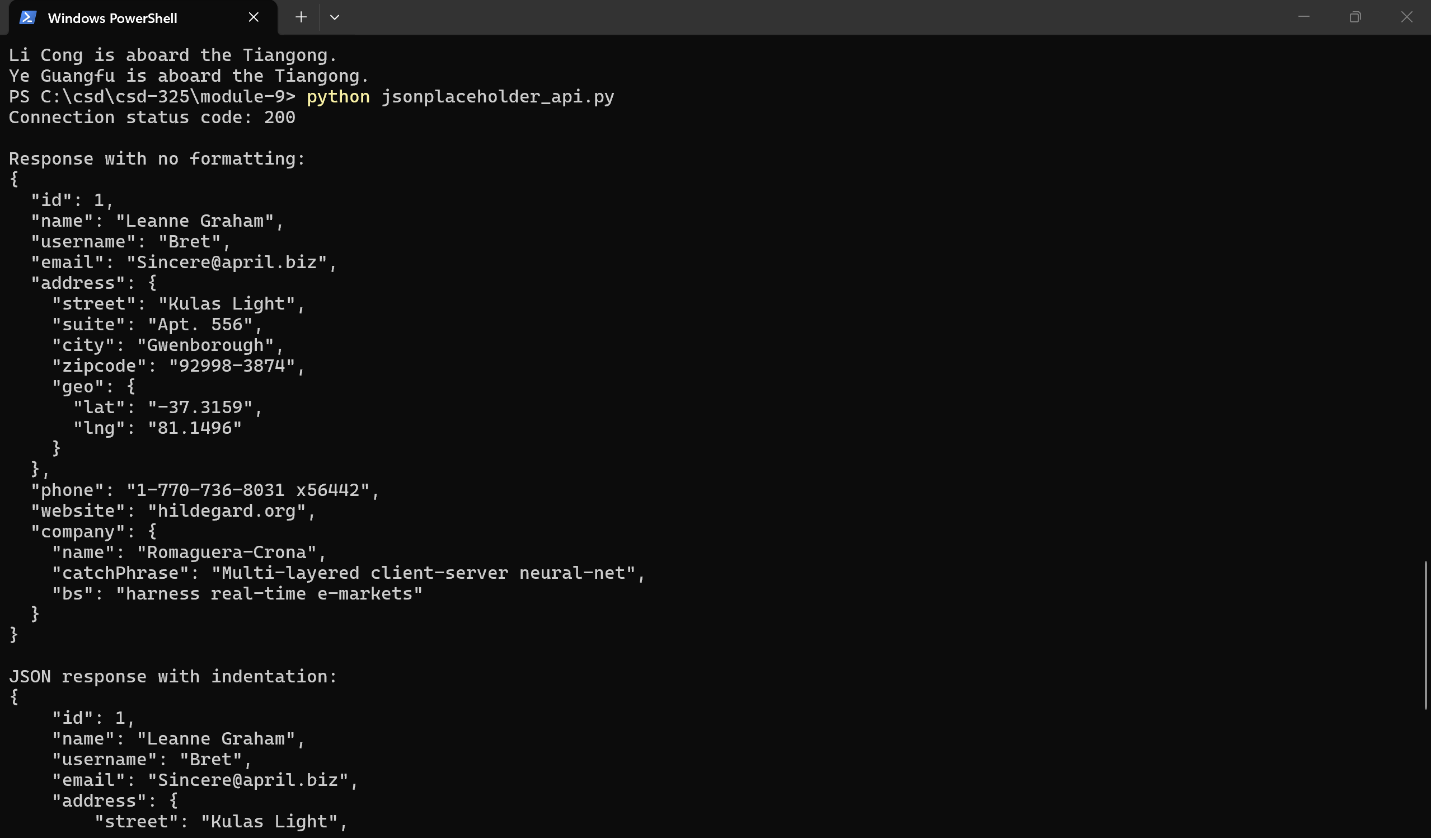 Windows PowerShell
Li Cong is aboard the Tiangong.
Ye Guangfu is aboard the Tiangong.
PS C:\csd\csd-325\module-9> python jsonplaceholder_api.py
Connection status code: 200

Response with no formatting:
{
  "id": 1,
  "name": "Leanne Graham",
  "username": "Bret",
  "email": "Sincere@april.biz",
  "address": {
    "street": "Kulas Light",
    "suite": "Apt. 556",
    "city": "Gwenborough",
    "zipcode": "92998-3874",
    "geo": {
      "lat": "-37.3159",
      "lng": "81.1496"
    }
  },
  "phone": "1-770-736-8031 x56442",
  "website": "hildegard.org",
  "company": {
    "name": "Romaguera-Crona",
    "catchPhrase": "Multi-layered client-server neural-net",
    "bs": "harness real-time e-markets"
  }
}

JSON response with indentation:
{
    "id": 1,
    "name": "Leanne Graham",
    "username": "Bret",
    "email": "Sincere@april.biz",
    "address": {
        "street": "Kulas Light",